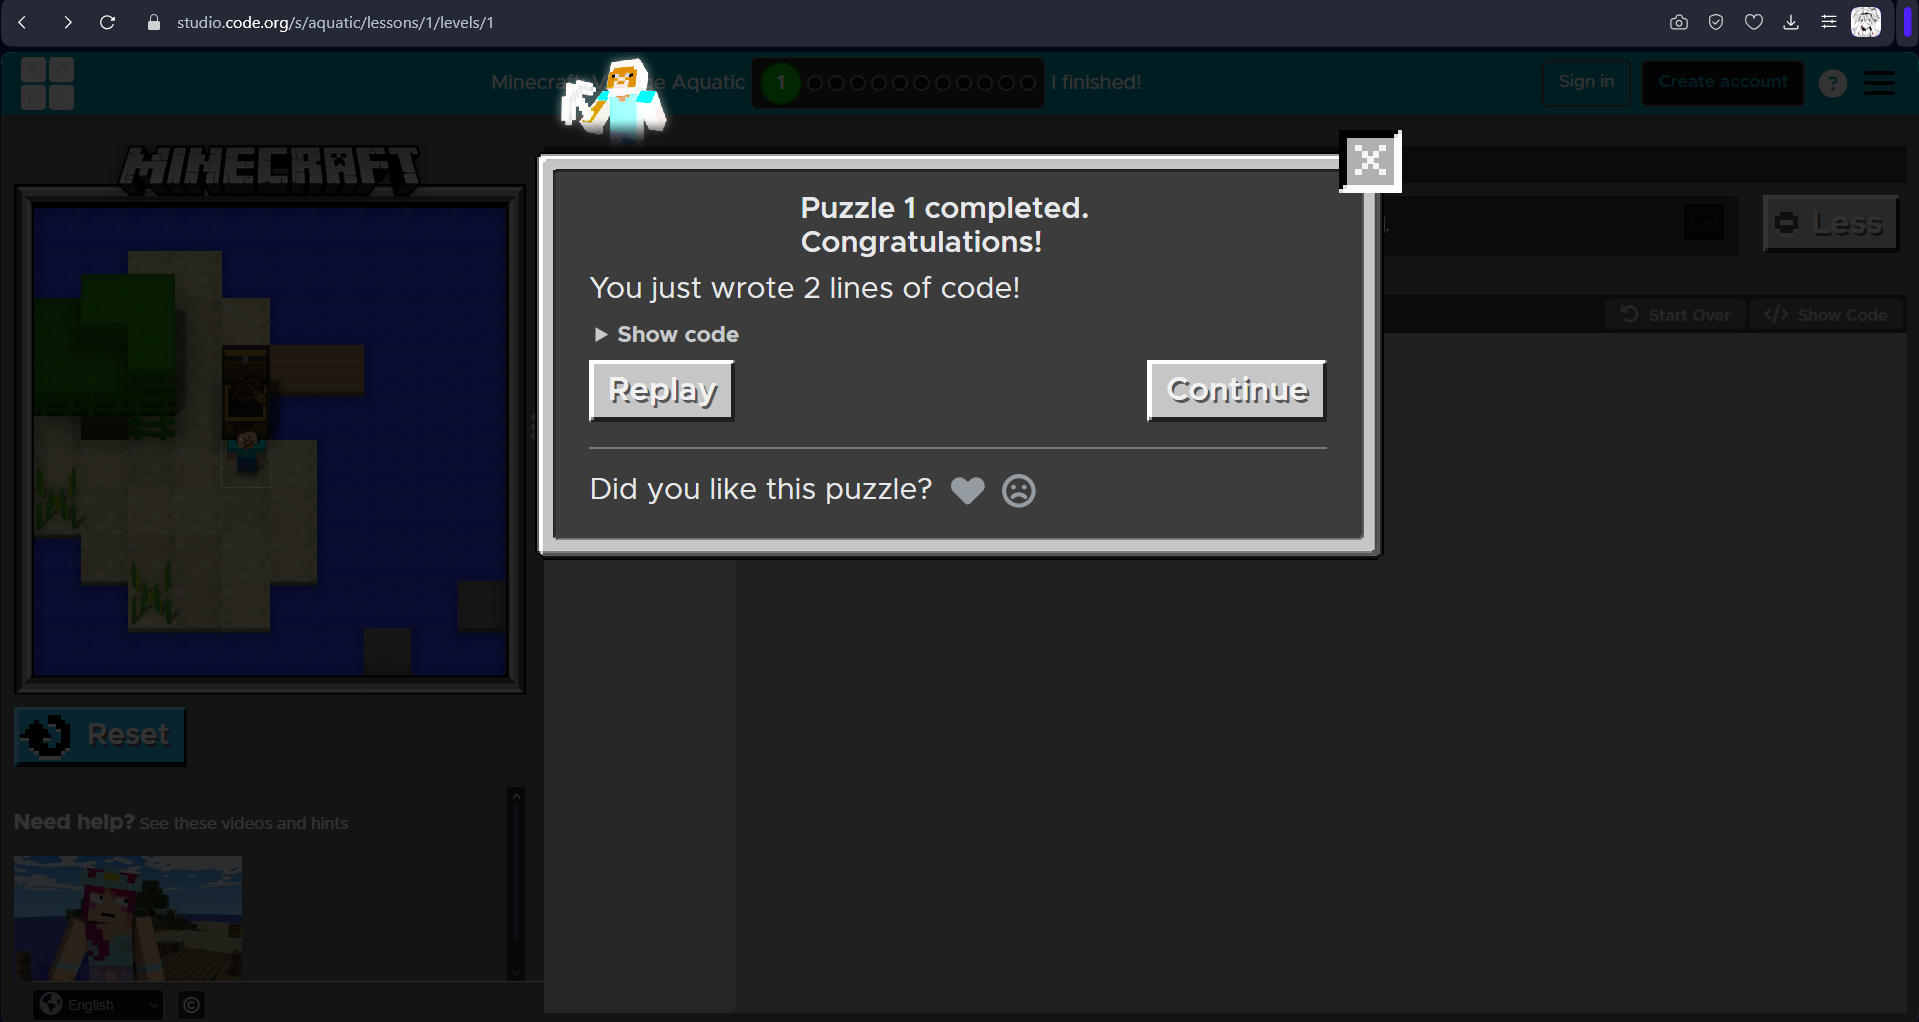 studio.code.org/s/aquatic/lessons/1/levels/1
Aquatic
1
I finished!
Sign in
Create account
?
MINECRAFT
Puzzle 1 completed.
Congratulations!
You just wrote 2 lines of code!
Show code
Replay
Continue
Did you like this puzzle?
Less
Start Over
Show Code
Reset
Need help? See these videos and hints
English
©